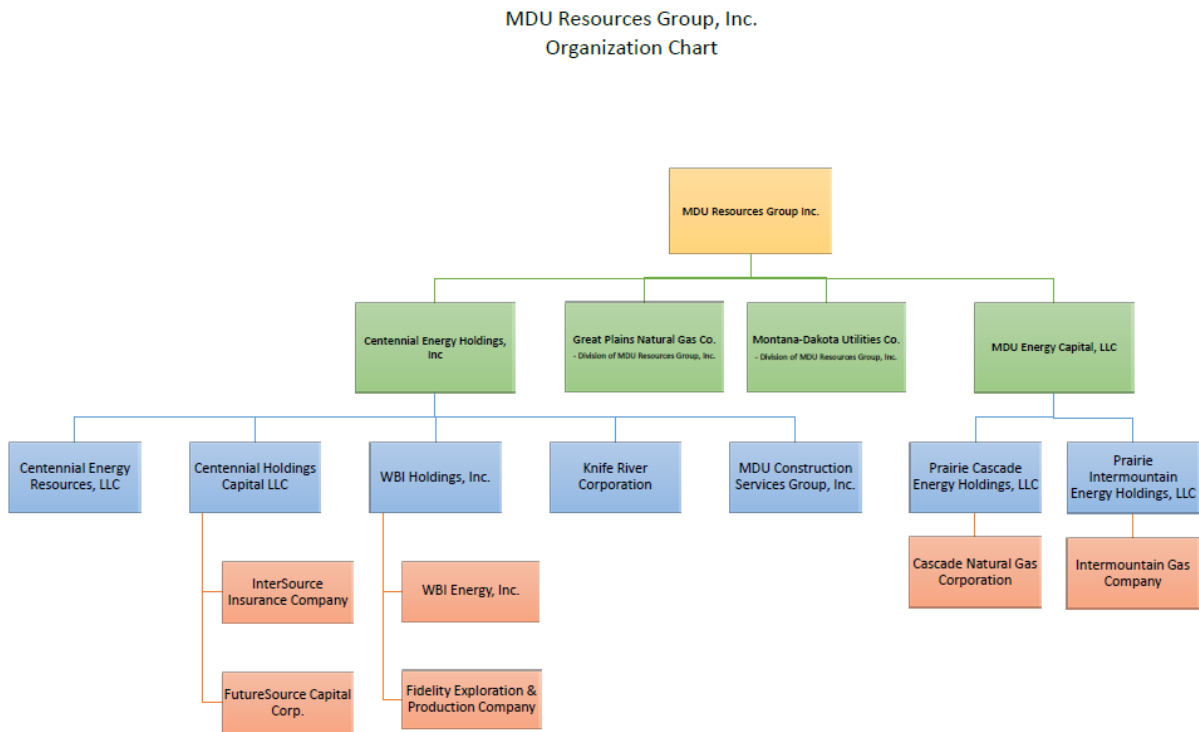 MDU Resources Group, Inc.
Organization Chart
MDU Resources Group Inc.
Centennial Energy Holdings,
Inc
Great Plains Natural Gas Co.
- Division of MDU Resources Group, Inc.
Montana-Dakota Utilities Co.
- Division of MDU Resources Group, Inc.
MDU Energy Capital, LLC
Centennial Energy
Resources, LLC
Centennial Holdings
Capital LLC
WBI Holdings, Inc.
Knife River
Corporation
MDU Construction
Services Group, Inc.
Prairie Cascade
Energy Holdings, LLC
Prairie
Intermountain
Energy Holdings, LLC
InterSource
Insurance Company
WBI Energy, Inc.
Cascade Natural Gas
Corporation
Intermountain Gas
Company
FutureSource Capital
Corp.
Fidelity Exploration &
Production Company